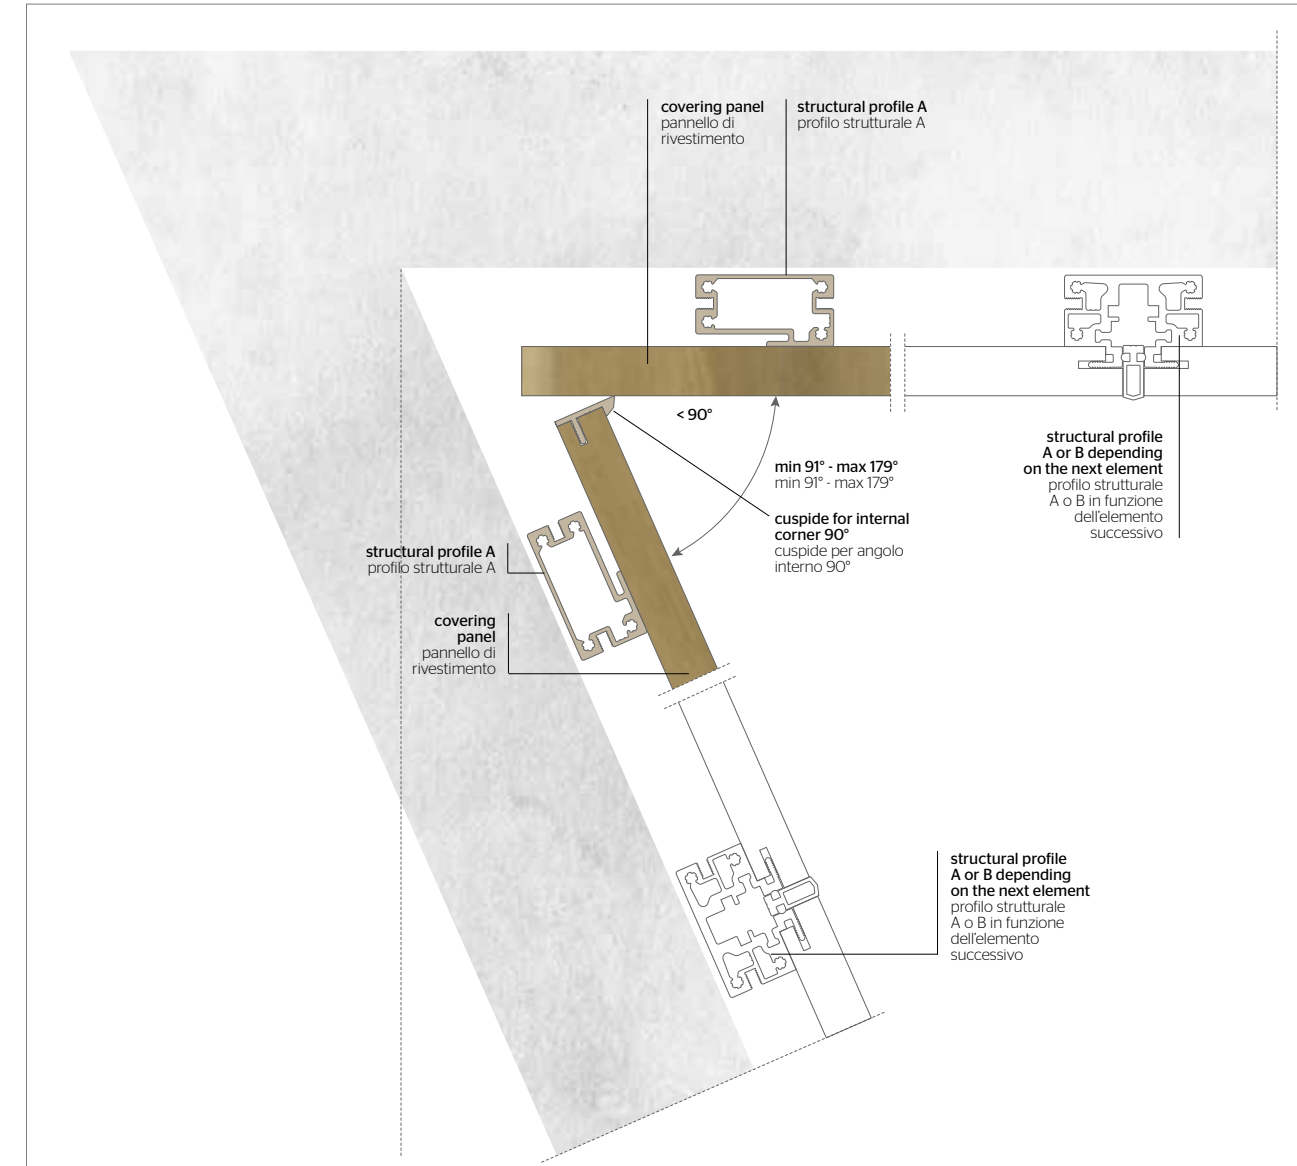 covering panel
pannello di
rivestimento
structural profile A
profilo strutturale A
< 90°
min 91° - max 179°
min 91° - max 179°
cuspide for internal
corner 90°
cuspide per angolo
interno 90°
structural profile
A or B depending
on the next element
profilo strutturale
A o B in funzione
dell'elemento
successivo
structural profile A
profilo strutturale A
covering
panel
pannello di
rivestimento
structural profile
A or B depending
on the next element
profilo strutturale
A o B in funzione
dell'elemento
successivo